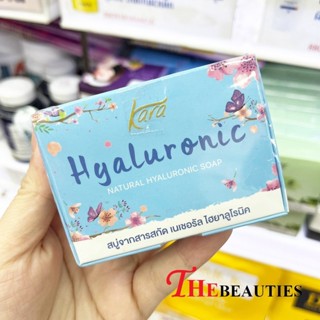 Kara
Hyaluronic
NATURAL HYALURONIC SOAP
สบู่จากสารสกัด เนเชอรัล ไฮยาลูโรนิค
THEBEAUTIES